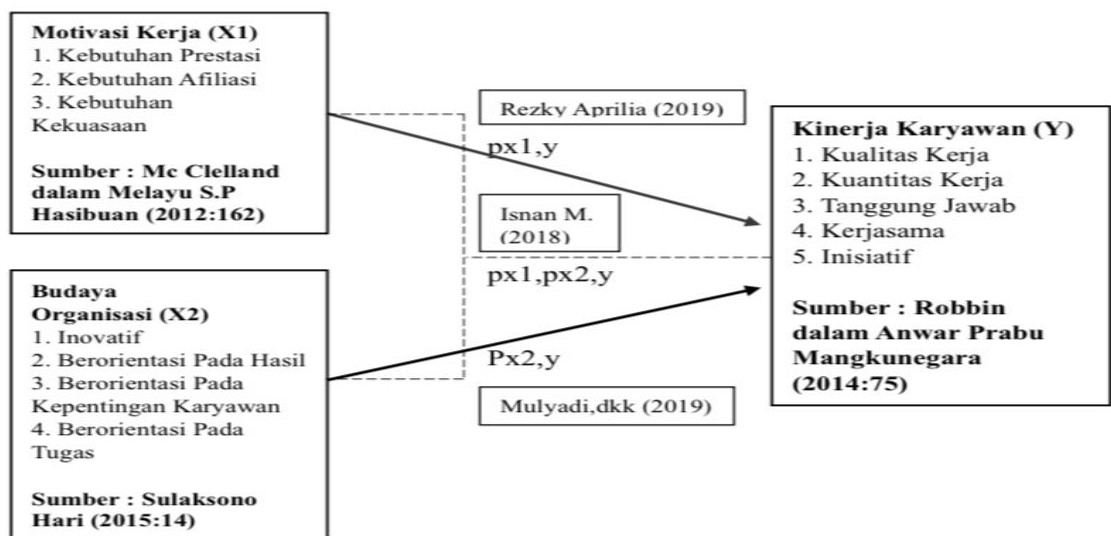 Motivasi Kerja (X1)
1. Kebutuhan Prestasi
2. Kebutuhan Afiliasi
3. Kebutuhan
Kekuasaan
Sumber : Mc Clelland
dalam Melayu S.P
Hasibuan (2012:162)
Budaya
Organisasi (X2)
1. Inovatif
2. Berorientasi Pada Hasil
3. Berorientasi Pada
Kepentingan Karyawan
4. Berorientasi Pada
Tugas
Sumber : Sulaksono
Hari (2015:14)
Rezky Aprilia (2019)
px1,y
Isnan M.
(2018)
px1,px2,y
Px2,y
Mulyadi,dkk (2019)
Kinerja Karyawan (Y)
1. Kualitas Kerja
2. Kuantitas Kerja
3. Tanggung Jawab
4. Kerjasama
5. Inisiatif
Sumber : Robbin
dalam Anwar Prabu
Mangkunegara
(2014:75)